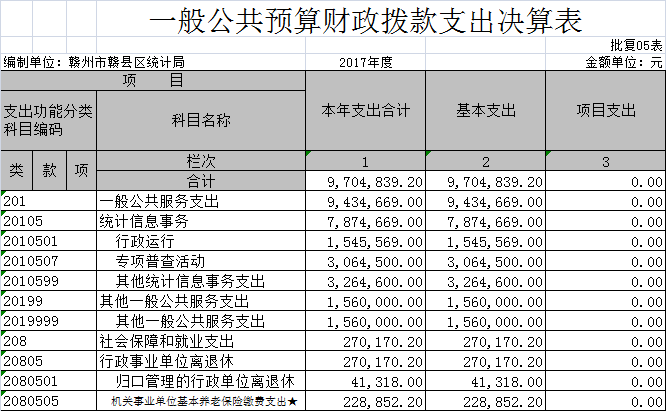 一般公共预算财政拨款支出决算表
批复05表
编制单位：赣州市赣县区统计局 2017年度 金额单位：元
项 目 本年支出合计 基本支出 项目支出
支出功能分类科目编码 科目名称
类 款 项 栏次 1 2 3
合计 9,704,839.20 9,704,839.20 0.00
201 一般公共服务支出 9,434,669.00 9,434,669.00 0.00
20105 统计信息事务 7,874,669.00 7,874,669.00 0.00
2010501 行政运行 1,545,569.00 1,545,569.00 0.00
2010507 专项普查活动 3,064,500.00 3,064,500.00 0.00
2010599 其他统计信息事务支出 3,264,600.00 3,264,600.00 0.00
20199 其他一般公共服务支出 1,560,000.00 1,560,000.00 0.00
2019999 其他一般公共服务支出 1,560,000.00 1,560,000.00 0.00
208 社会保障和就业支出 270,170.20 270,170.20 0.00
20805 行政事业单位离退休 270,170.20 270,170.20 0.00
2080501 归口管理的行政单位离退休 41,318.00 41,318.00 0.00
2080505 机关事业单位基本养老保险缴费支出★ 228,852.20 228,852.20 0.00